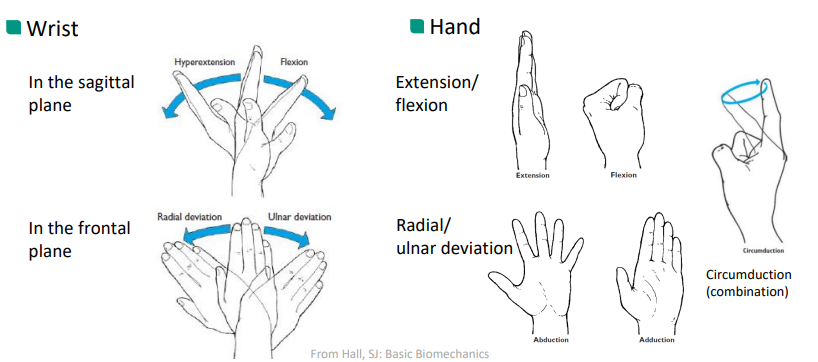 Wrist
In the sagittal
plane
Hyperextension
Flexion
In the frontal
plane
Radial deviation
Ulnar deviation
Hand
Extension/
flexion
Extension
Flexion
Radial/
ulnar deviation
Abduction
Adduction
Circumduction
Circumduction
(combination)
From Hall, SJ: Basic Biomechanics